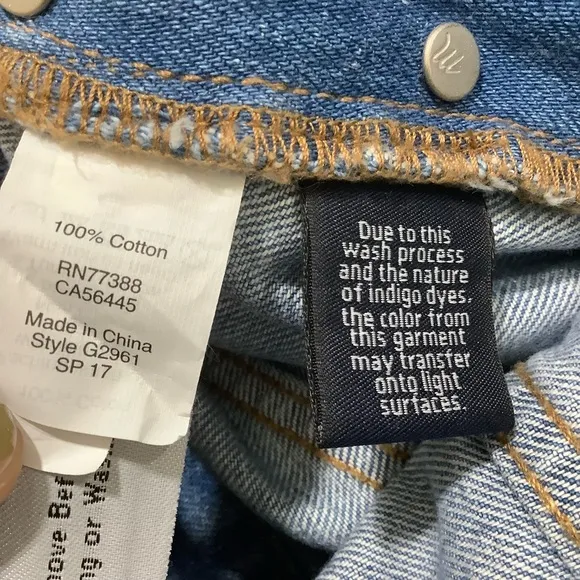 100% Cotton
RN77388
CA56445
Made in China
Style G2961
SP 17
Due to this
wash process
and the nature
of indigo dyes,
the color from
this garment
may transfer
onto light
surfaces.